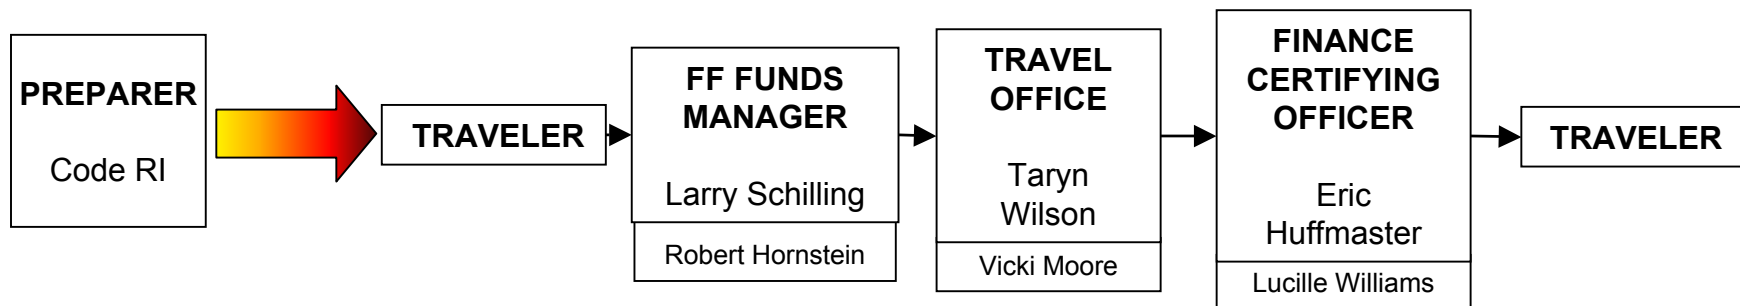 PREPARER
Code RI
TRAVELER
FF FUNDS
MANAGER
Larry Schilling
Robert Hornstein
TRAVEL
OFFICE
Taryn
Wilson
Vicki Moore
FINANCE
CERTIFYING
OFFICER
Eric
Huffmaster
Lucille Williams
TRAVELER